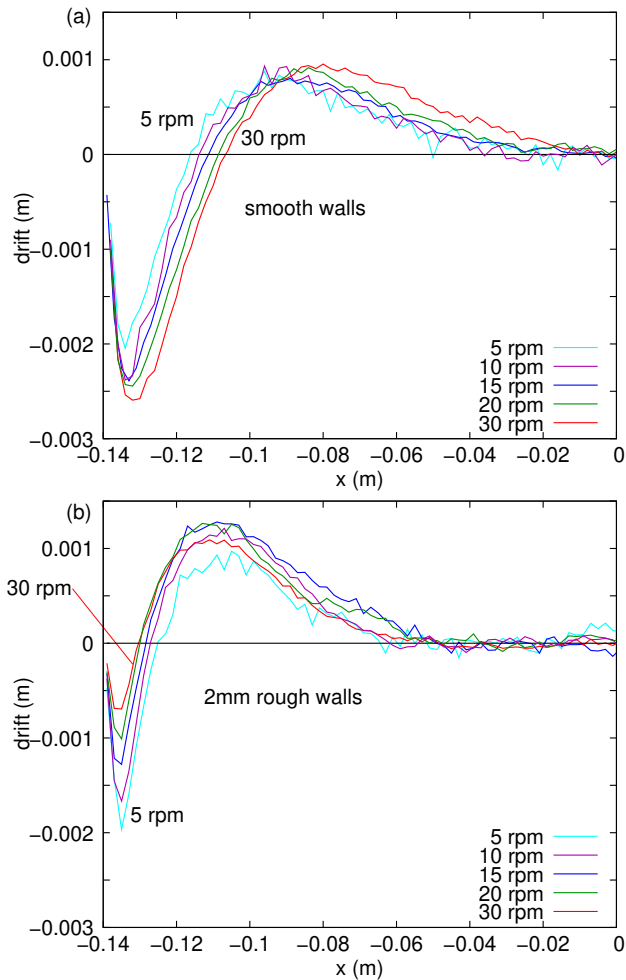 (a)
0.001
0
−0.001
−0.002
−0.003
drift (m)
5 rpm
30 rpm
smooth walls
5 rpm
10 rpm
15 rpm
20 rpm
30 rpm
−0.14 −0.12 −0.1 −0.08 −0.06 −0.04 −0.02 0
x (m)
(b)
0.001
30 rpm
0
−0.001
−0.002
−0.003
drift (m)
2mm rough walls
5 rpm
5 rpm
10 rpm
15 rpm
20 rpm
30 rpm
−0.14 −0.12 −0.1 −0.08 −0.06 −0.04 −0.02 0
x (m)